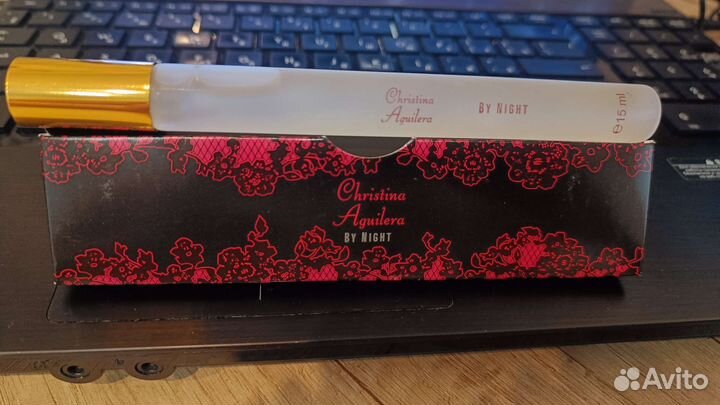 Christina
Aguilera
BY NIGHT
℮15 ml
Christina
Aguilera
BY NIGHT
Avito